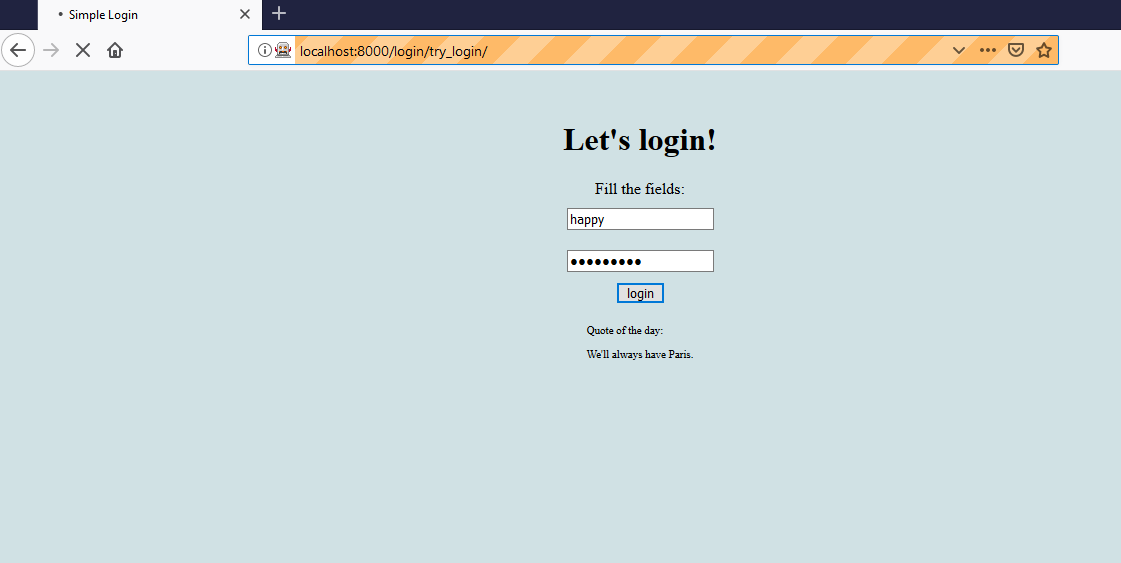 Simple Login
localhost:8000/login/try_login/
Let's login!
Fill the fields:
happy
•••••••••
login
Quote of the day:
We'll always have Paris.